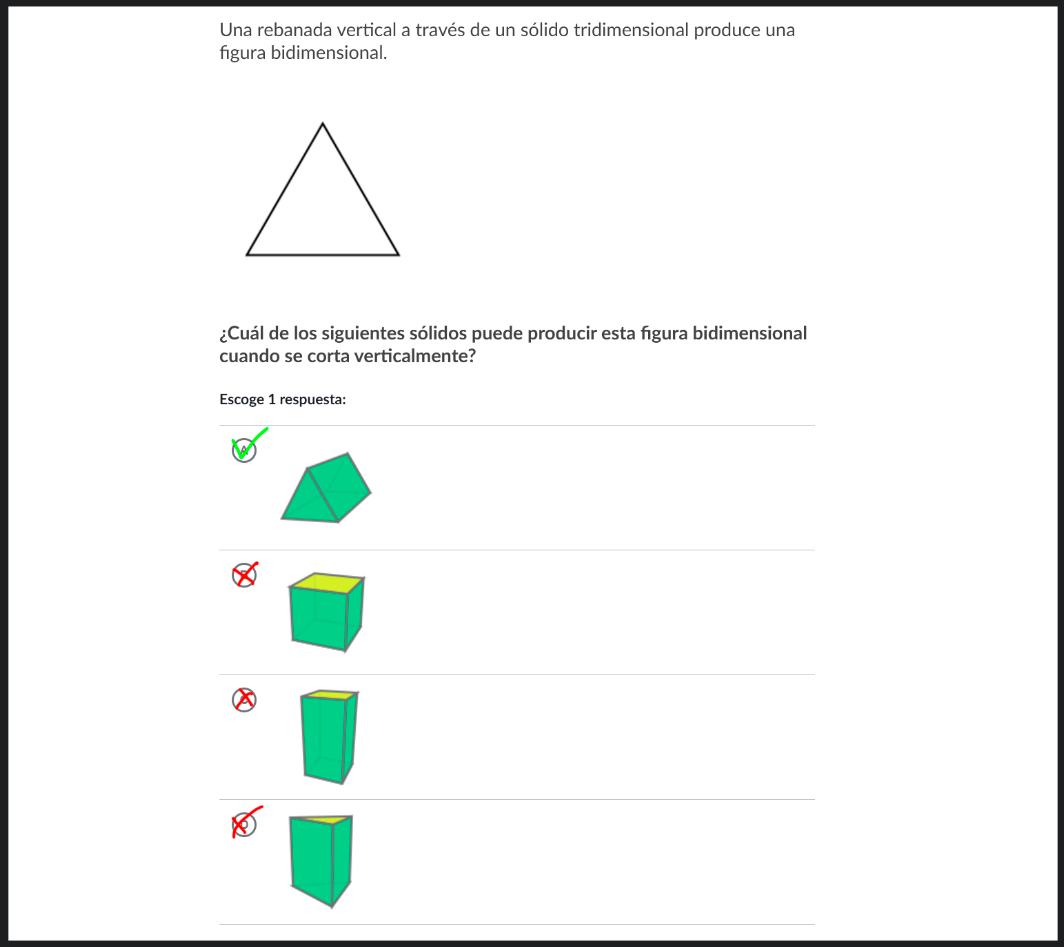 Una rebanada vertical a través de un sólido tridimensional produce una
figura bidimensional.
¿Cuál de los siguientes sólidos puede producir esta figura bidimensional
cuando se corta verticalmente?
Escoge 1 respuesta:
A